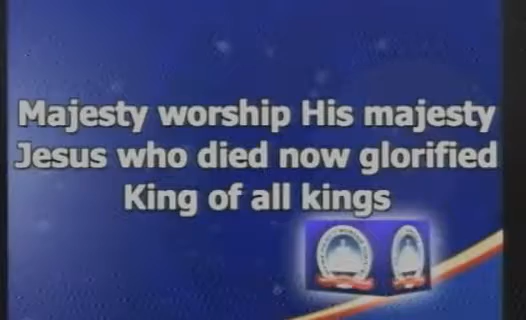 Majesty worship His majesty
Jesus who died now glorified
King of all kings